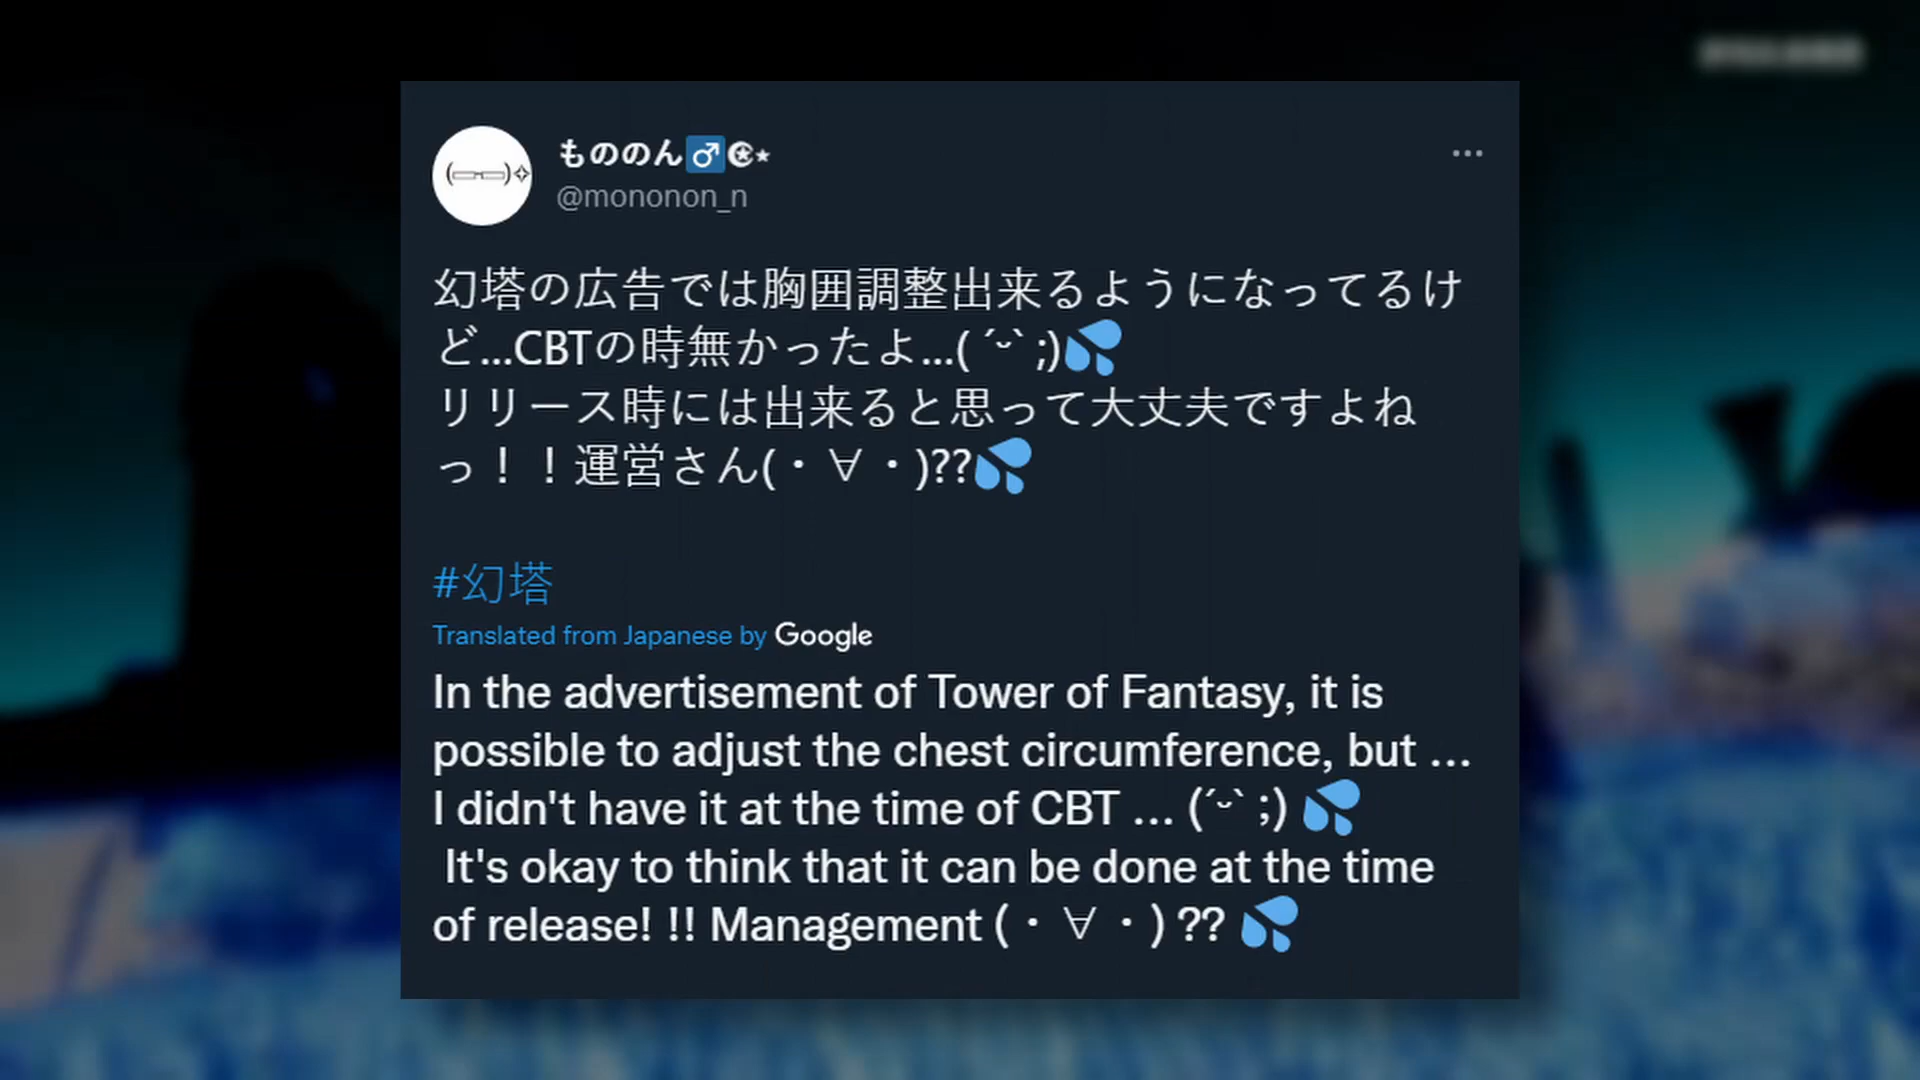 もののん♂☪⋆
@mononon_n
幻塔の広告では胸囲調整出来るようになってるけ
ど...CBTの時無かったよ...( ´ᵕ` ;)💦
リリース時には出来ると思って大丈夫ですよね
っ！！運営さん(・∀・)??💦
#幻塔
Translated from Japanese by Google
In the advertisement of Tower of Fantasy, it is
possible to adjust the chest circumference, but ...
I didn't have it at the time of CBT ... (´ᵕ` ;) 💦
It's okay to think that it can be done at the time
of release! !! Management (・∀・) ?? 💦